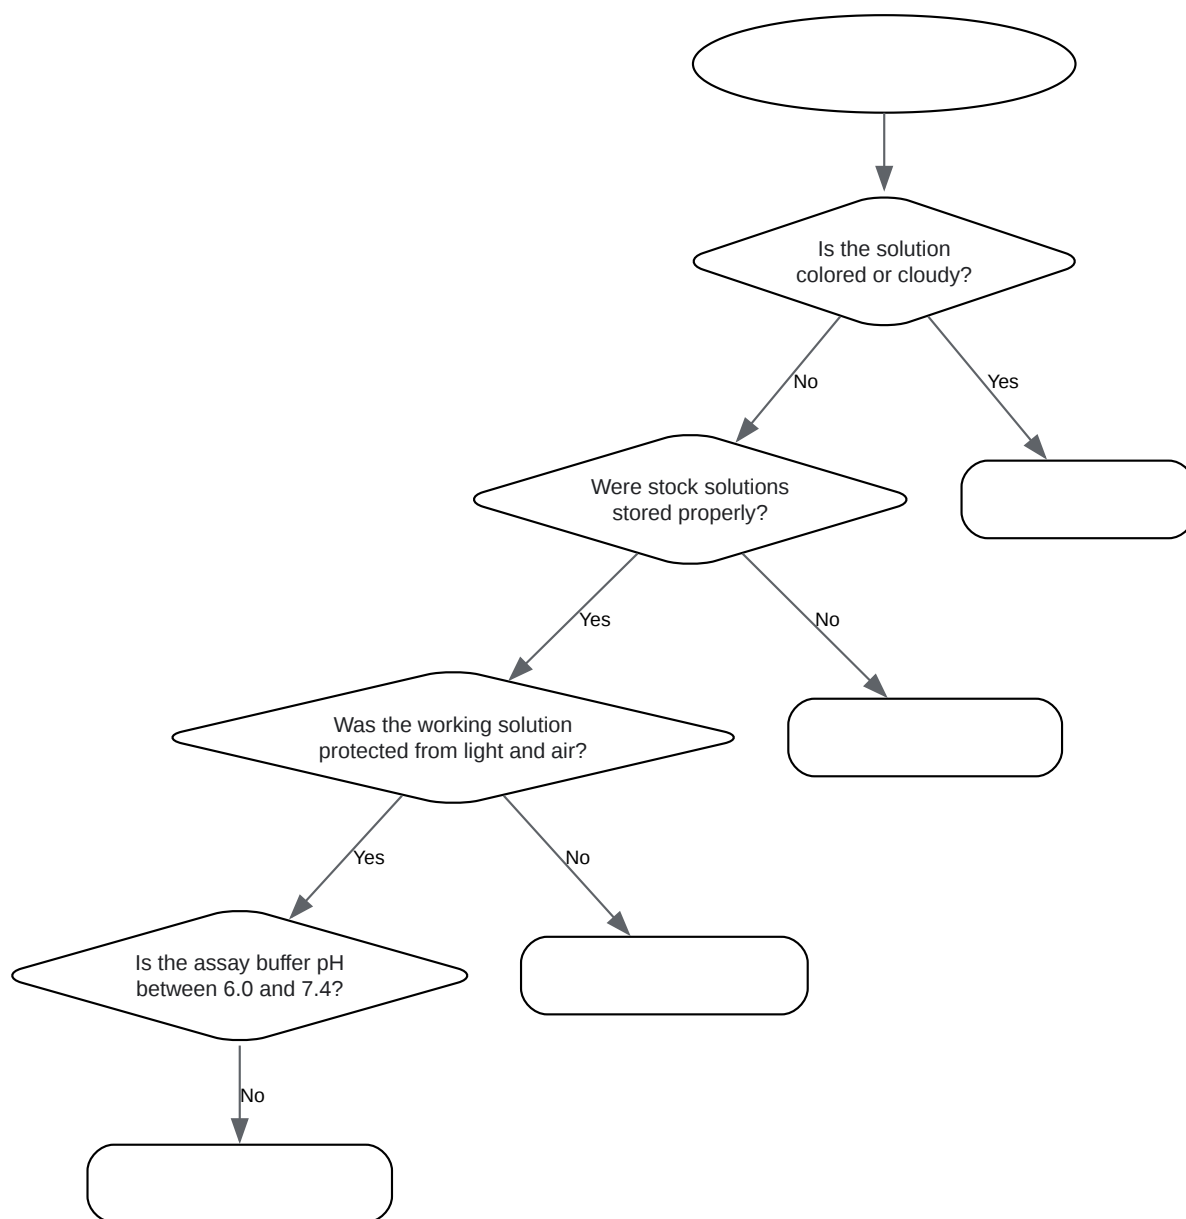 Is the solution
colored or cloudy?
No
Yes
Were stock solutions
stored properly?
Yes
No
Was the working solution
protected from light and air?
Yes
No
Is the assay buffer pH
between 6.0 and 7.4?
No